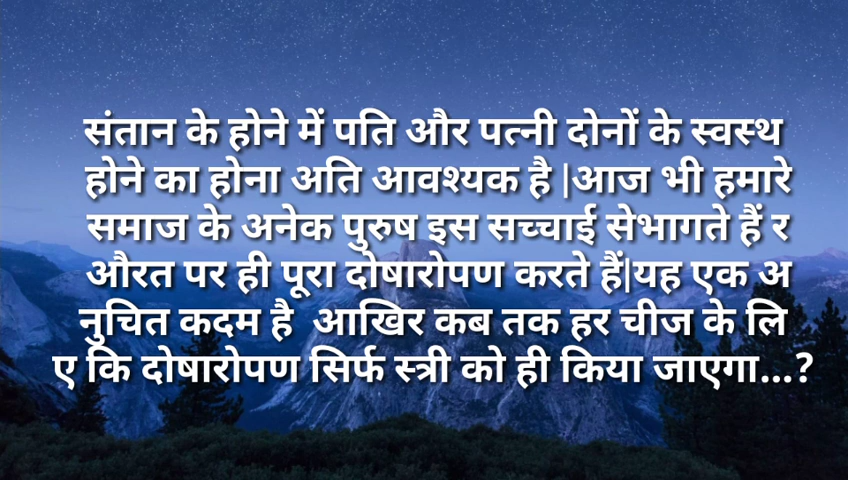 संतान के होने में पति और पत्नी दोनों के स्वस्थ
होने का होना अति आवश्यक है |आज भी हमारे
समाज के अनेक पुरुष इस सच्चाई सेभागते हैं र
औरत पर ही पूरा दोषारोपण करते हैं|यह एक अ
नुचित कदम है  आखिर कब तक हर चीज के लि
ए कि दोषारोपण सिर्फ स्त्री को ही किया जाएगा...?